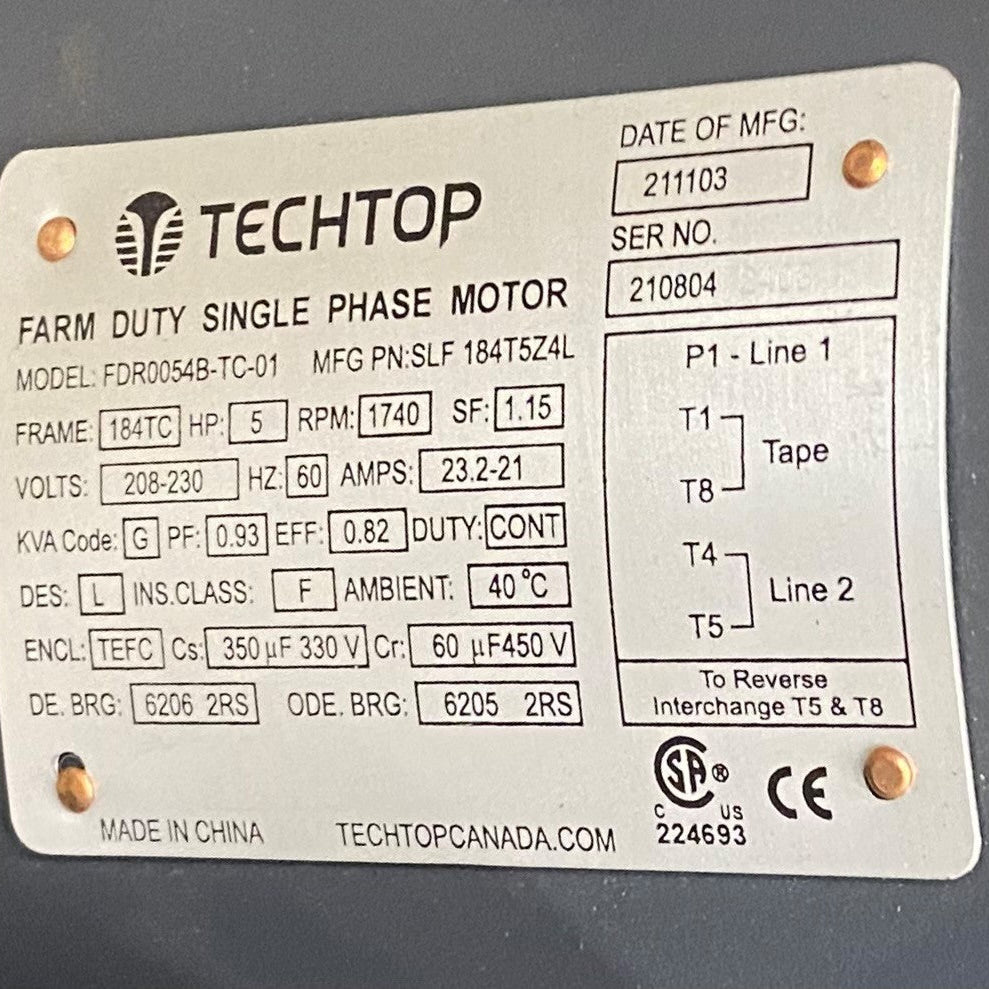 TECHTOP
FARM DUTY SINGLE PHASE MOTOR
MODEL: FDR0054B-TC-01 MFG PN:SLF 184T5Z4L
FRAME: 184TC HP: 5 RPM: 1740 SF: 1.15
VOLTS: 208-230 HZ: 60 AMPS: 23.2-21
KVA Code: G PF: 0.93 EFF: 0.82 DUTY: CONT
DES: L INS.CLASS: F AMBIENT: 40 °C
ENCL: TEFC Cs: 350 µF 330 V Cr: 60 µF450 V
DE. BRG: 6206 2RS ODE. BRG: 6205 2RS
MADE IN CHINA TECHTOPCANADA.COM
DATE OF MFG:
211103
SER NO.
210804
P1 - Line 1
T1
Tape
T8
T4
Line 2
T5
To Reverse
Interchange T5 & T8
SA ® CE
C US
224693